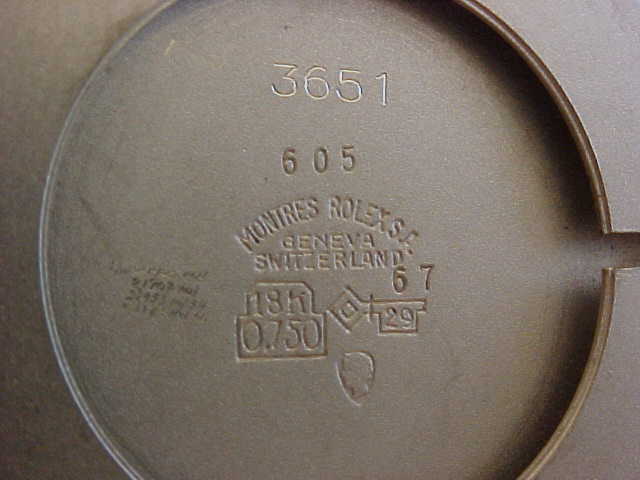 3651
605
MONTRES ROLEX S.A.
GENEVA
SWITZERLAND
67
18K
0.750
29